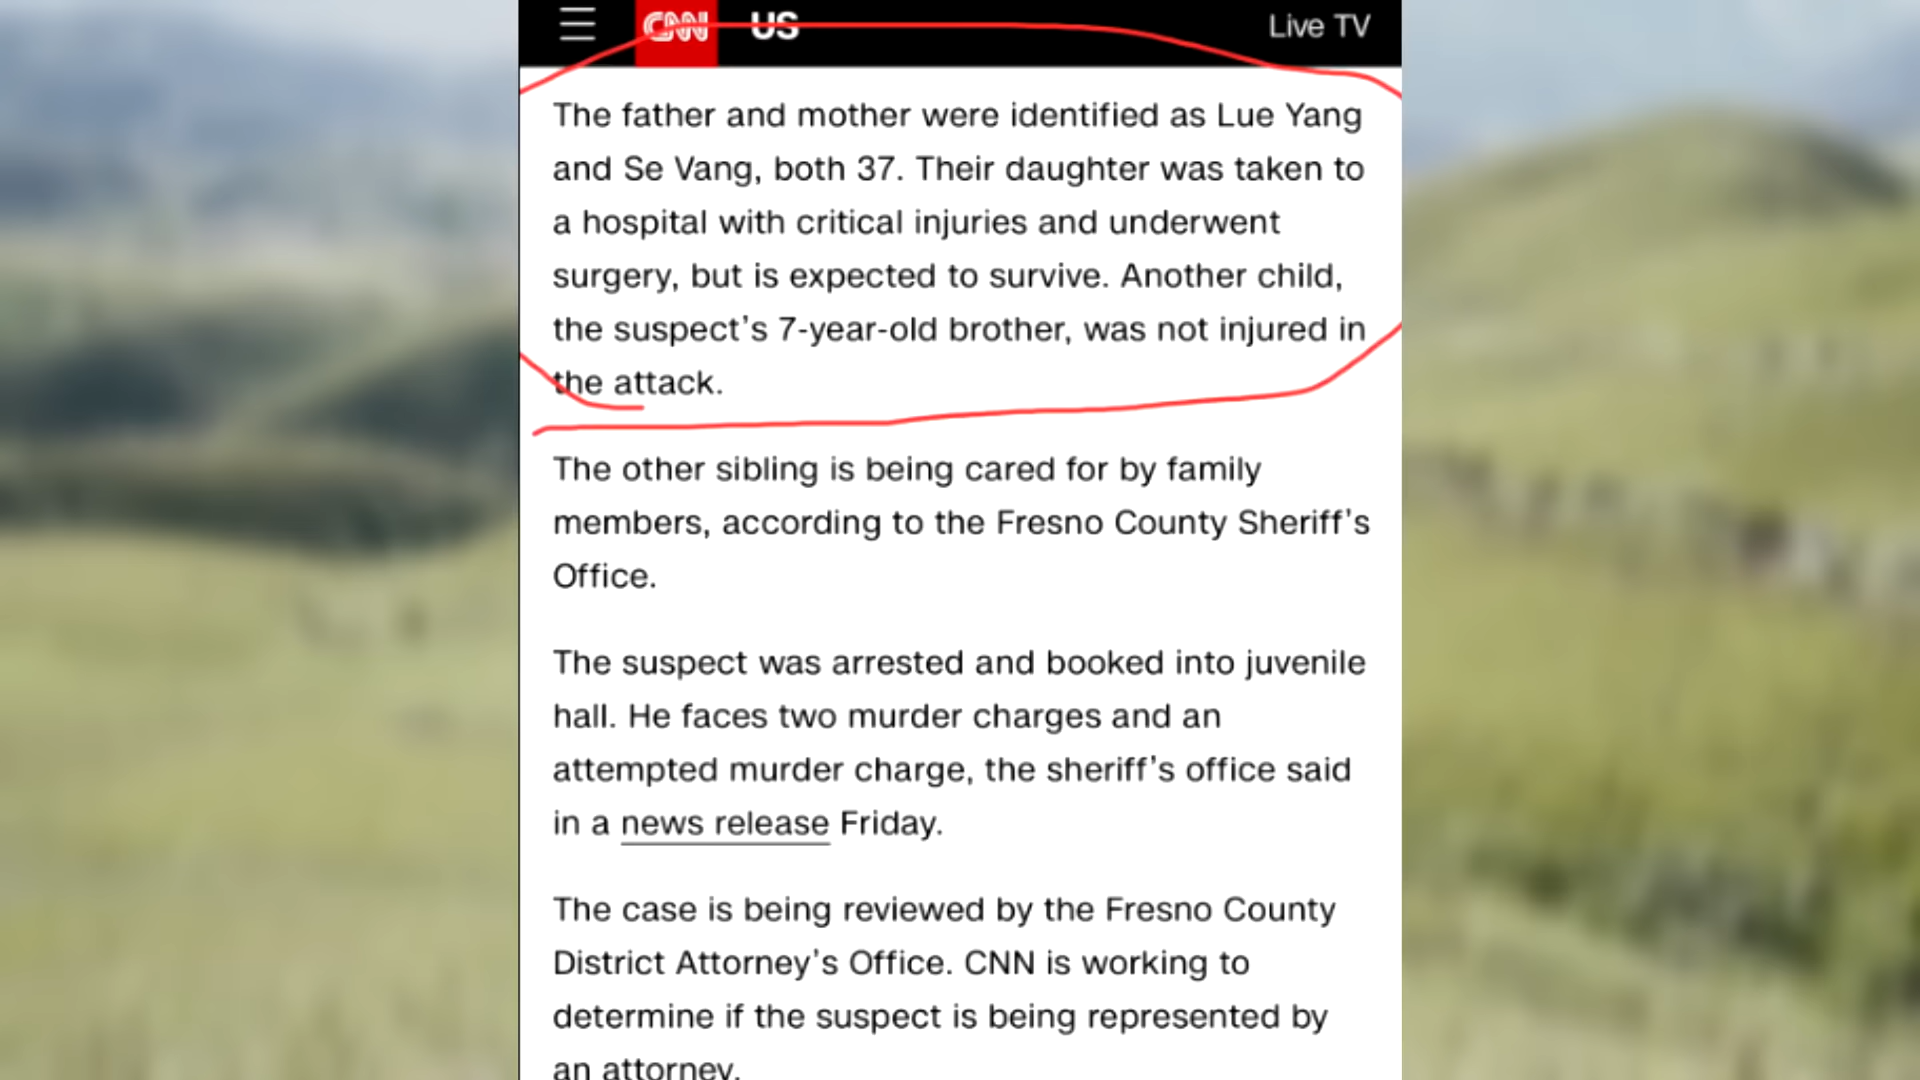 CNN US Live TV
The father and mother were identified as Lue Yang
and Se Vang, both 37. Their daughter was taken to
a hospital with critical injuries and underwent
surgery, but is expected to survive. Another child,
the suspect's 7-year-old brother, was not injured in
the attack.
The other sibling is being cared for by family
members, according to the Fresno County Sheriff's
Office.
The suspect was arrested and booked into juvenile
hall. He faces two murder charges and an
attempted murder charge, the sheriff's office said
in a news release Friday.
The case is being reviewed by the Fresno County
District Attorney's Office. CNN is working to
determine if the suspect is being represented by
an attorney.